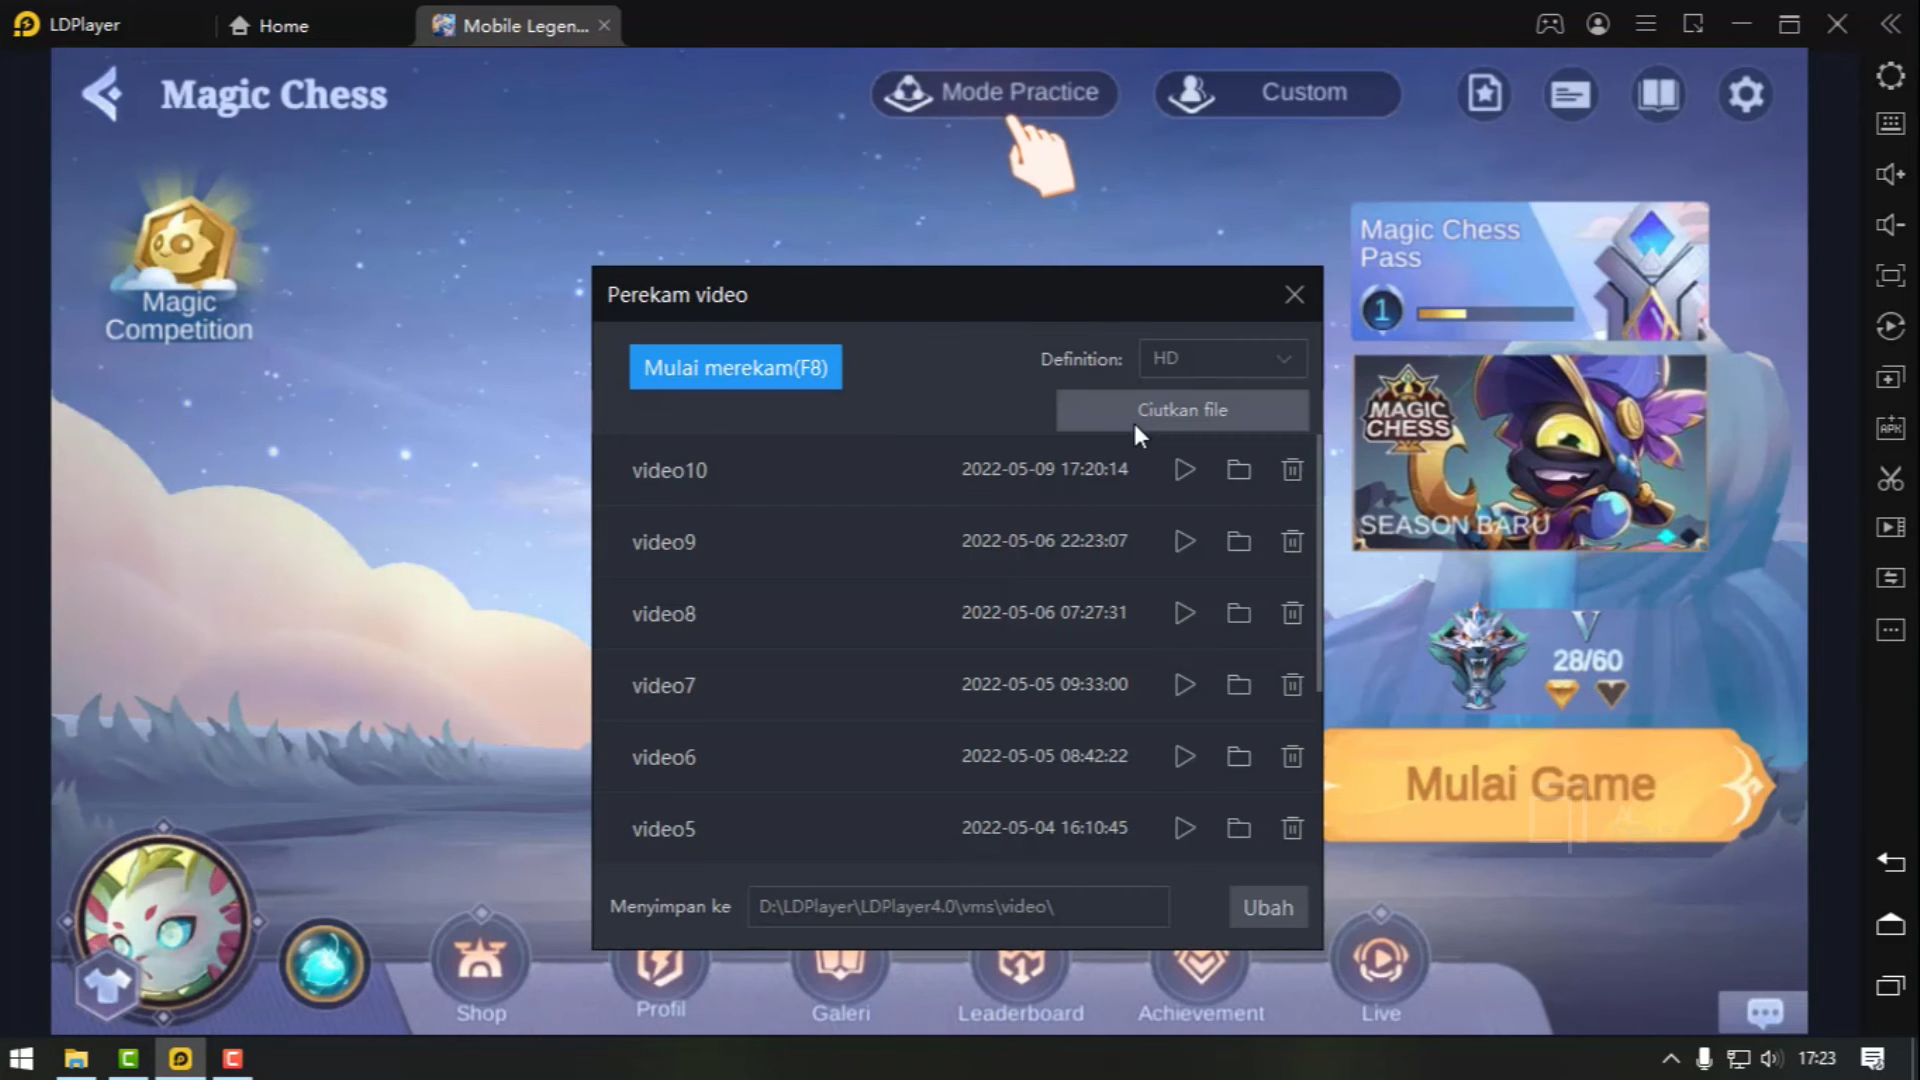 LDPlayer
Home
Mobile Legen...
Magic Chess
Mode Practice
Custom
Magic
Competition
Magic Chess
Pass
1
MAGIC
CHESS
SEASON BARU
V
28/60
Mulai Game
Perekam video
Mulai merekam(F8)
Definition:
HD
Ciutkan file
video10
2022-05-09 17:20:14
video9
2022-05-06 22:23:07
video8
2022-05-06 07:27:31
video7
2022-05-05 09:33:00
video6
2022-05-05 08:42:22
video5
2022-05-04 16:10:45
Menyimpan ke
D:\LDPlayer\LDPlayer4.0\vms\video\
Ubah
Shop
Profil
Galeri
Leaderboard
Achievement
Live
APK
17:23